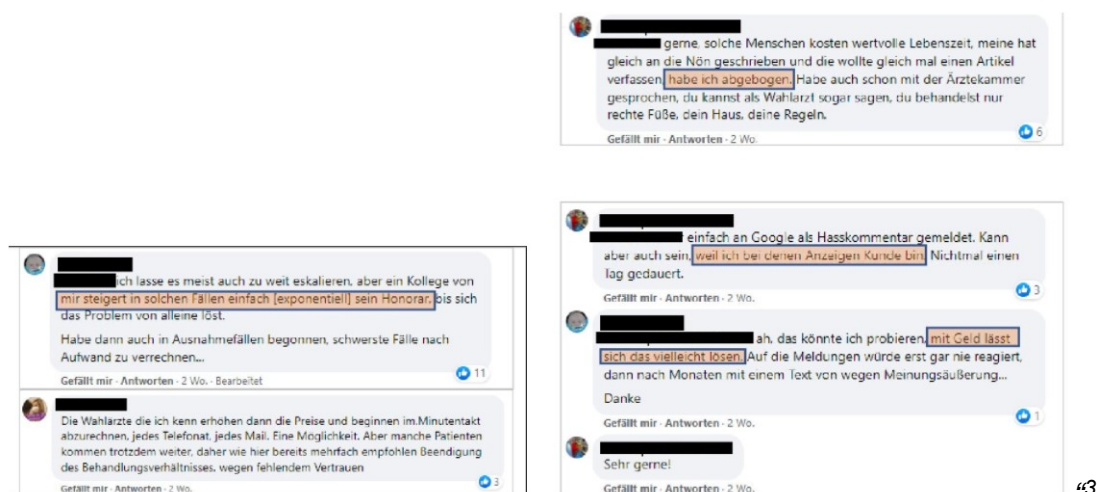 gerne, solche Menschen kosten wertvolle Lebenszeit, meine hat
gleich an die Nön geschrieben und die wollte gleich mal einen Artikel
verfassen, habe ich abgebogen. Habe auch schon mit der Ärztekammer
gesprochen, du kannst als Wahlarzt sogar sagen, du behandelst nur
rechte Füße, dein Haus, deine Regeln.
Gefällt mir · Antworten · 2 Wo.
6
ich lasse es meist auch zu weit eskalieren, aber ein Kollege von
mir steigert in solchen Fällen einfach [exponentiell] sein Honorar, bis sich
das Problem von alleine löst.
Habe dann auch in Ausnahmefällen begonnen, schwerste Fälle nach
Aufwand zu verrechnen...
Gefällt mir · Antworten · 2 Wo. · Bearbeitet
11
Die Wahlärzte die ich kenn erhöhen dann die Preise und beginnen im.Minutentakt
abzurechnen, jedes Telefonat, jedes Mail. Eine Möglichkeit. Aber manche Patienten
kommen trotzdem weiter, daher wie hier bereits mehrfach empfohlen Beendigung
des Behandlungsverhältnisses, wegen fehlendem Vertrauen
Gefällt mir · Antworten · 2 Wo.
3
einfach an Google als Hasskommentar gemeldet. Kann
aber auch sein, weil ich bei denen Anzeigen Kunde bin. Nichtmal einen
Tag gedauert.
Gefällt mir · Antworten · 2 Wo.
3
ah, das könnte ich probieren, mit Geld lässt
sich das vielleicht lösen. Auf die Meldungen würde erst gar nie reagiert,
dann nach Monaten mit einem Text von wegen Meinungsäußerung...
Danke
Gefällt mir · Antworten · 2 Wo.
1
Sehr gerne!
Gefällt mir · Antworten · 2 Wo.
“3